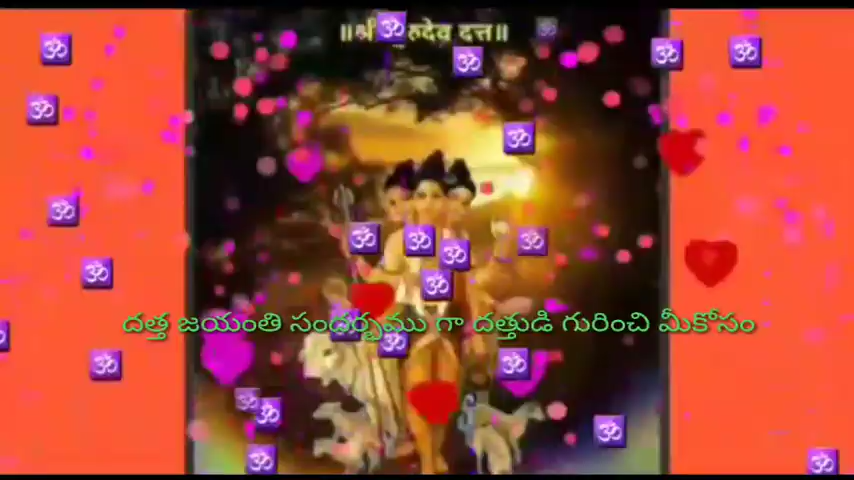 ॥श्री गुरुदेव दत्त॥
దత్త జయంతి సందర్భము గా దత్తుడి గురించి మీకోసం